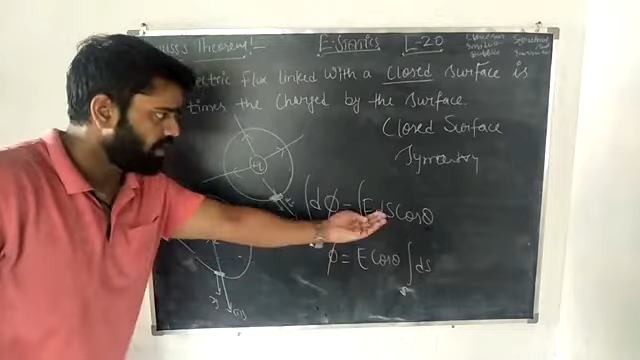 Gauss's Theorem!- E.Statics L-20
Electric Flux linked with a Closed Surface is
times the Charged by the Surface.
Closed Surface
Symmentry
+q
∫dϕ = ∫E dS Cosθ
ϕ = E Cosθ ∫ds